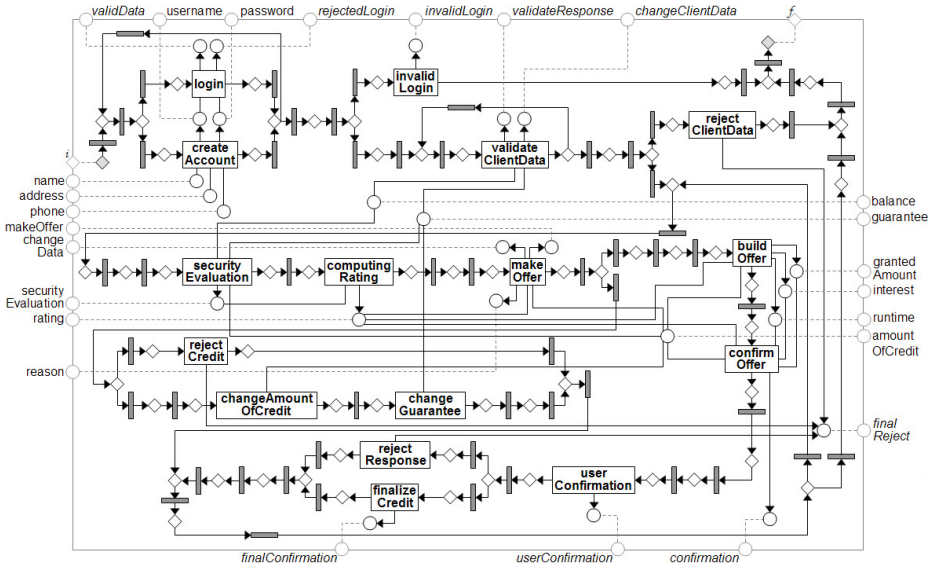 validData username password rejectedLogin invalidLogin validateResponse changeClientData f
login
invalid
Login
reject
ClientData
create
Account
validate
ClientData
i
name
address
phone
balance
guarantee
makeOffer
change
Data
build
Offer
security
Evaluation
computing
Rating
make
Offer
granted
Amount
security
Evaluation
interest
rating
runtime
amount
OfCredit
reject
Credit
confirm
Offer
reason
changeAmount
OfCredit
change
Guarantee
final
Reject
reject
Response
user
Confirmation
finalize
Credit
finalConfirmation userConfirmation confirmation